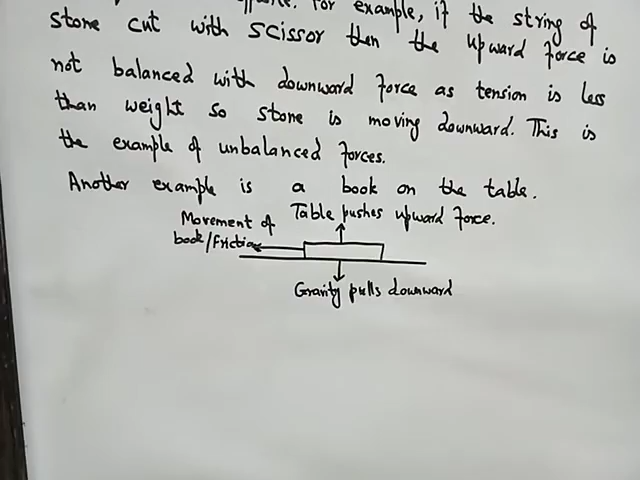 For example, if the string of
stone cut with scissor then the upward force is
not balanced with downward force as tension is less
than weight so stone is moving downward. This is
the example of unbalanced forces.
Another example is a book on the table.
Table pushes upward force.
Movement of
book/Friction
Gravity pulls downward